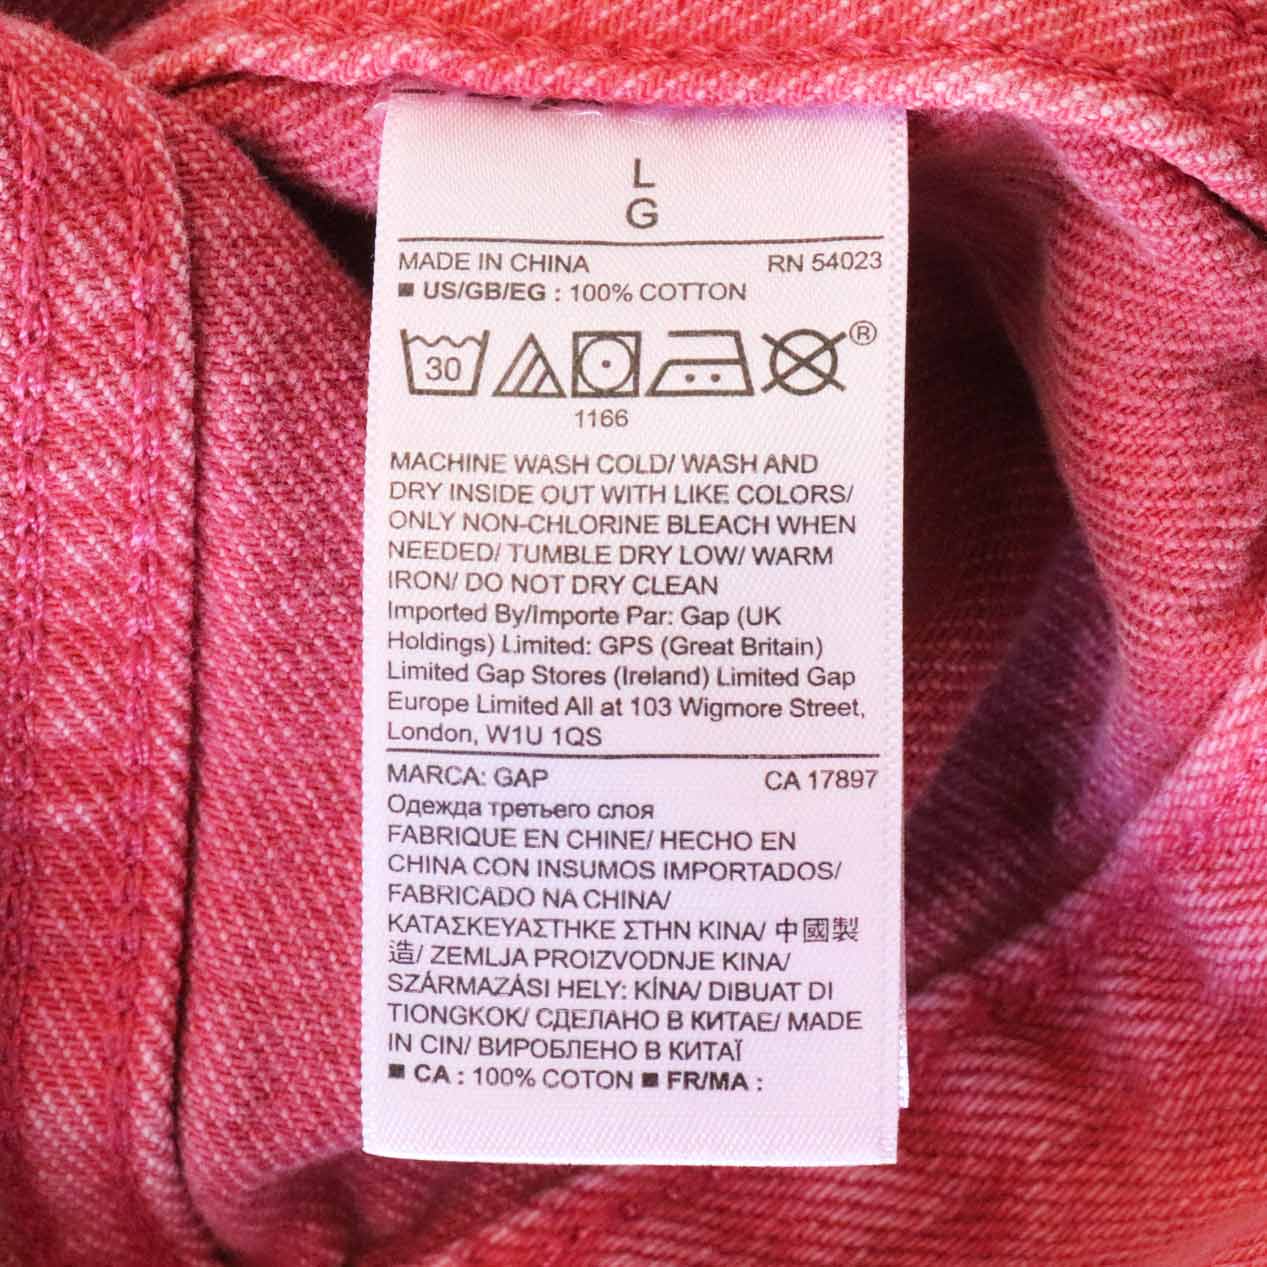 L
G
MADE IN CHINA RN 54023
■ US/GB/EG : 100% COTTON
30 ®
1166
MACHINE WASH COLD/ WASH AND
DRY INSIDE OUT WITH LIKE COLORS/
ONLY NON-CHLORINE BLEACH WHEN
NEEDED/ TUMBLE DRY LOW/ WARM
IRON/ DO NOT DRY CLEAN
Imported By/Importe Par: Gap (UK
Holdings) Limited: GPS (Great Britain)
Limited Gap Stores (Ireland) Limited Gap
Europe Limited All at 103 Wigmore Street,
London, W1U 1QS
MARCA: GAP CA 17897
Одежда третьего слоя
FABRIQUE EN CHINE/ HECHO EN
CHINA CON INSUMOS IMPORTADOS/
FABRICADO NA CHINA/
ΚΑΤΑΣΚΕΥΑΣΤΗΚΕ ΣΤΗΝ ΚΙΝΑ/ 中國製
造/ ZEMLJA PROIZVODNJE KINA/
SZÁRMAZÁSI HELY: KÍNA/ DIBUAT DI
TIONGKOK/ СДЕЛАНО В КИТАЕ/ MADE
IN CIN/ ВИРОБЛЕНО В КИТАЇ
■ CA : 100% COTON ■ FR/MA :